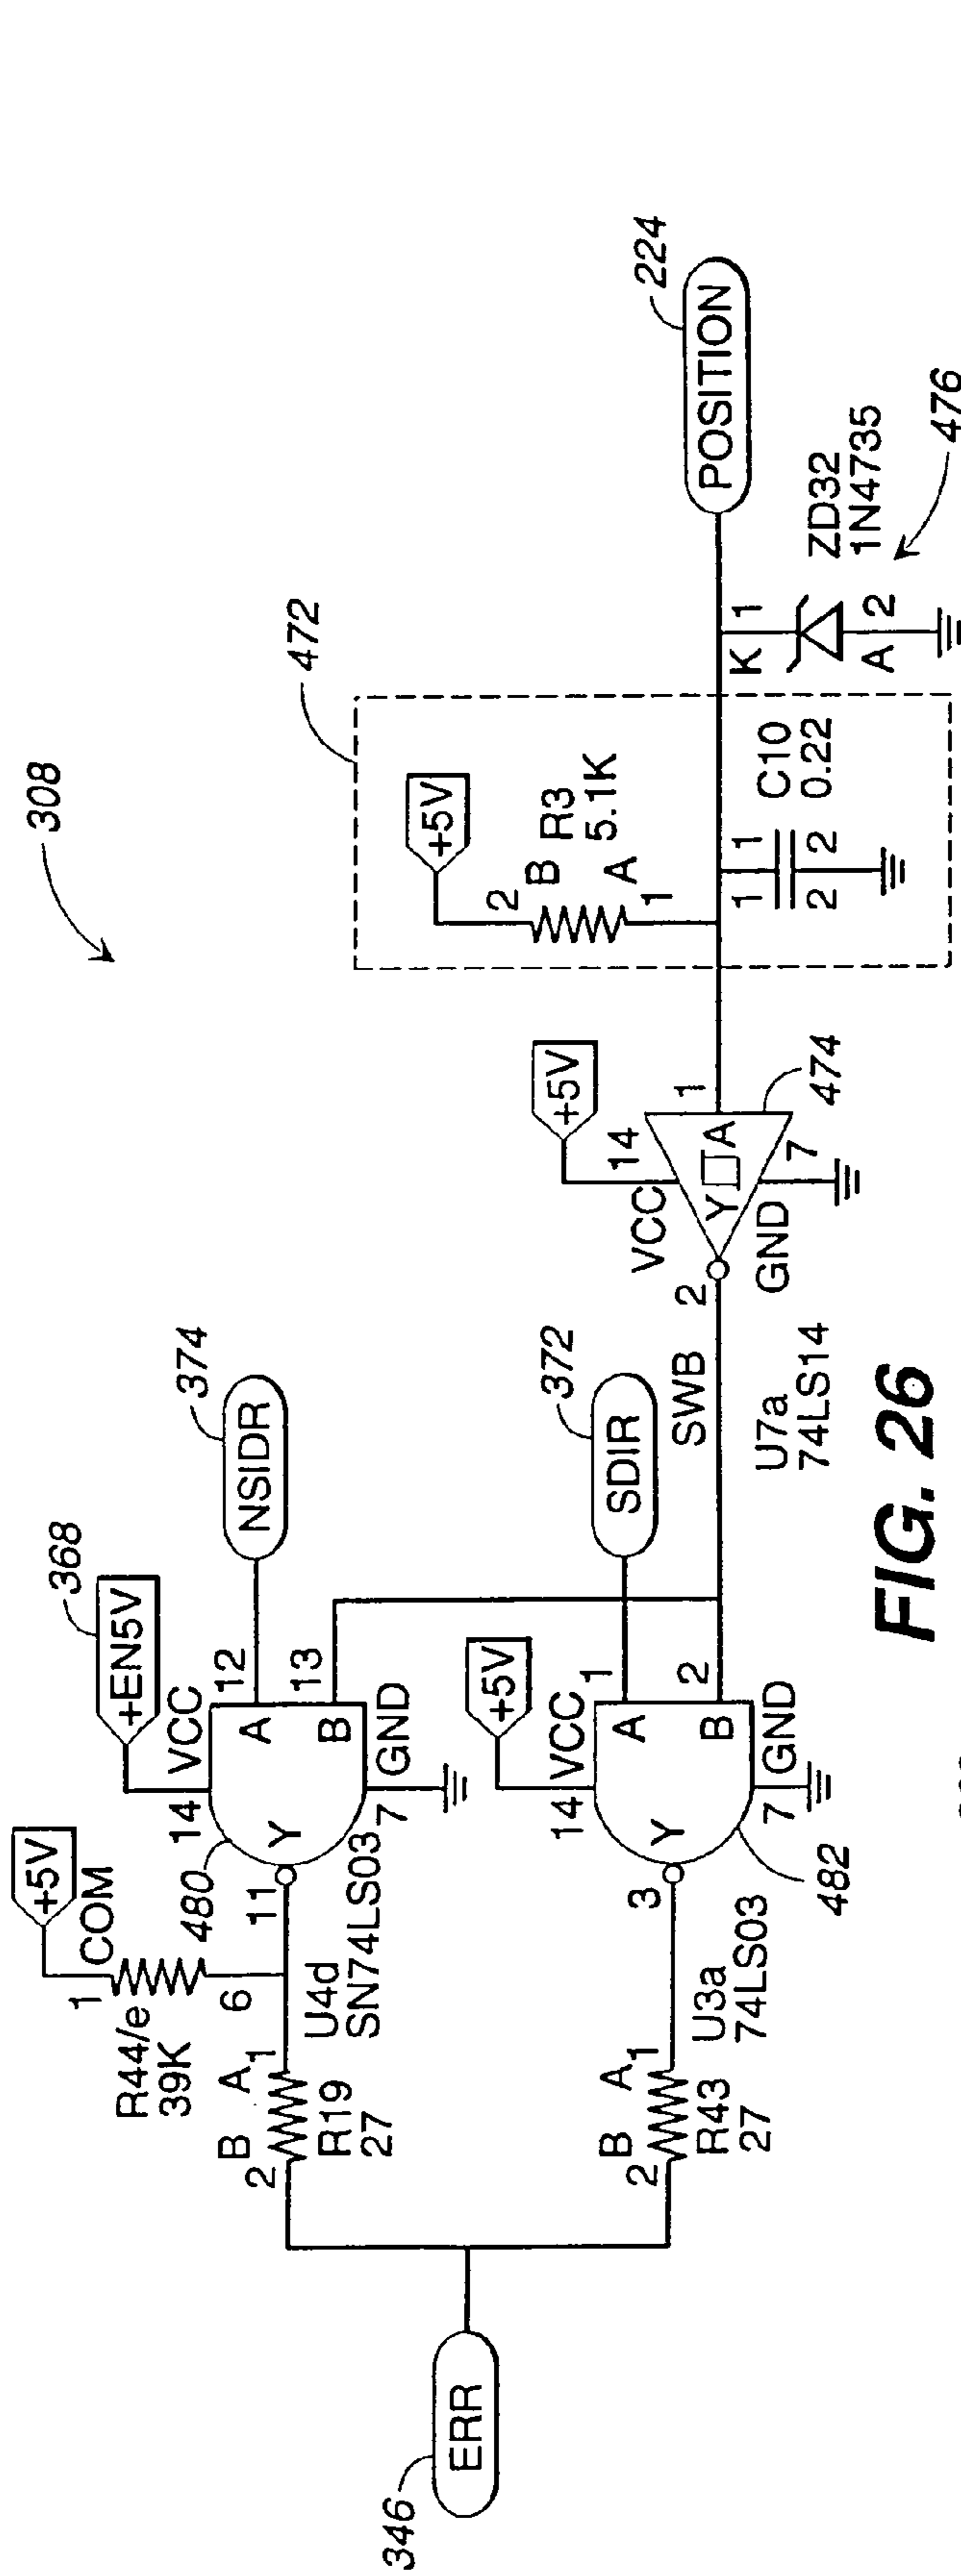 308
+5V
COM
1
R44/e
39K
6
368
+EN5V
14
VCC
480
Y
A
B
12
13
11
7
GND
374
NSIDR
U4d
SN74LS03
B
A
2
1
R19
27
346
ERR
+5V
14
VCC
Y
A
B
1
2
3
7
GND
482
372
SDIR
U3a
74LS03
B
A
2
1
R43
27
SWB
2
+5V
VCC
14
Y
A
1
GND
7
474
U7a
74LS14
472
+5V
2
B
R3
5.1K
A
1
1
1
2
2
C10
0.22
224
POSITION
K
1
A
2
ZD32
1N4735
476
FIG. 26